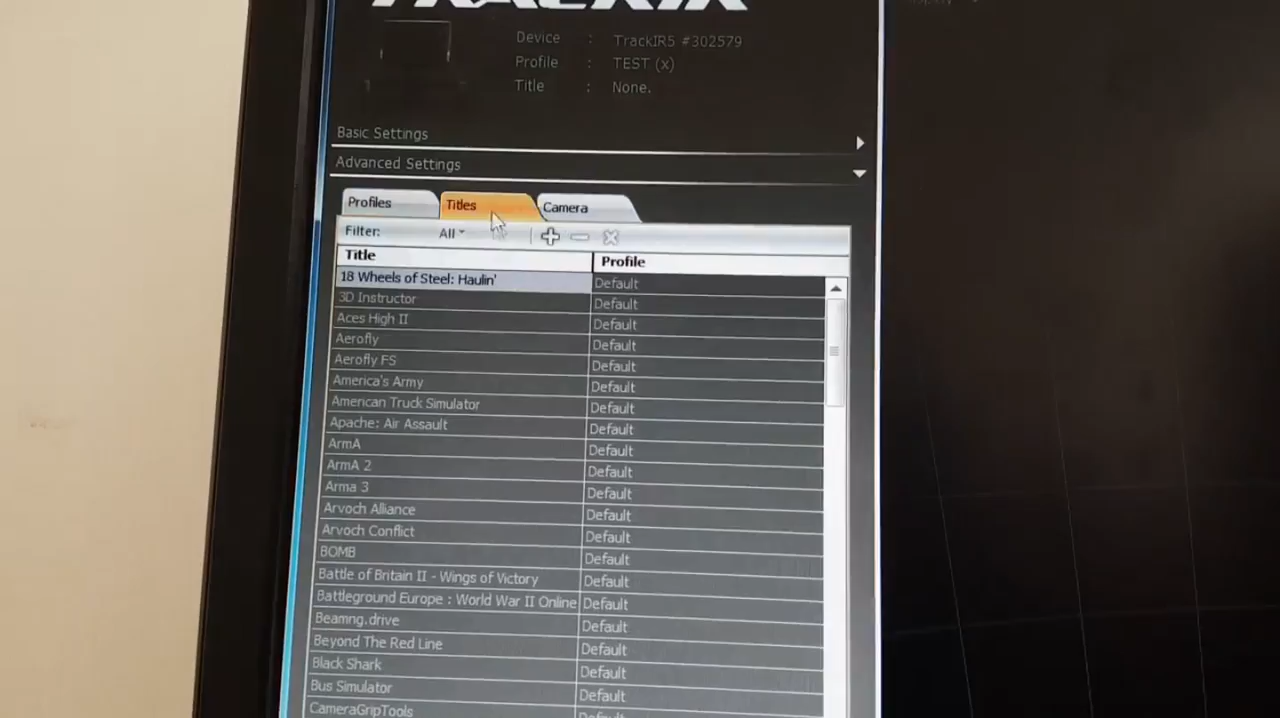 TRACKIR
Device : TrackIR5 #302579
Profile : TEST (x)
Title : None.
Basic Settings
Advanced Settings
Profiles Titles Camera
Filter: All
Title Profile
18 Wheels of Steel: Haulin' Default
3D Instructor Default
Aces High II Default
Aerofly Default
Aerofly FS Default
America's Army Default
American Truck Simulator Default
Apache: Air Assault Default
ArmA Default
ArmA 2 Default
Arma 3 Default
Arvoch Alliance Default
Arvoch Conflict Default
BOMB Default
Battle of Britain II - Wings of Victory Default
Battleground Europe : World War II Online Default
Beamng.drive Default
Beyond The Red Line Default
Black Shark Default
Bus Simulator Default
CameraGripTools Default